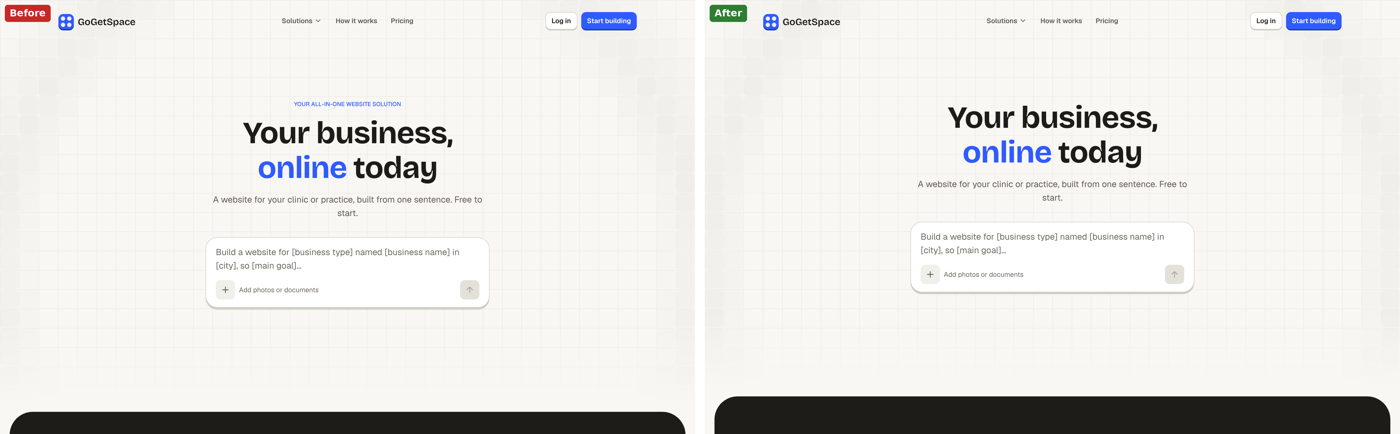 Before
GoGetSpace
Solutions
How it works
Pricing
Log in
Start building
YOUR ALL-IN-ONE WEBSITE SOLUTION
Your business,
online today
A website for your clinic or practice, built from one sentence. Free to
start.
Build a website for [business type] named [business name] in
[city], so [main goal]...
Add photos or documents
After
GoGetSpace
Solutions
How it works
Pricing
Log in
Start building
Your business,
online today
A website for your clinic or practice, built from one sentence. Free to
start.
Build a website for [business type] named [business name] in
[city], so [main goal]...
Add photos or documents